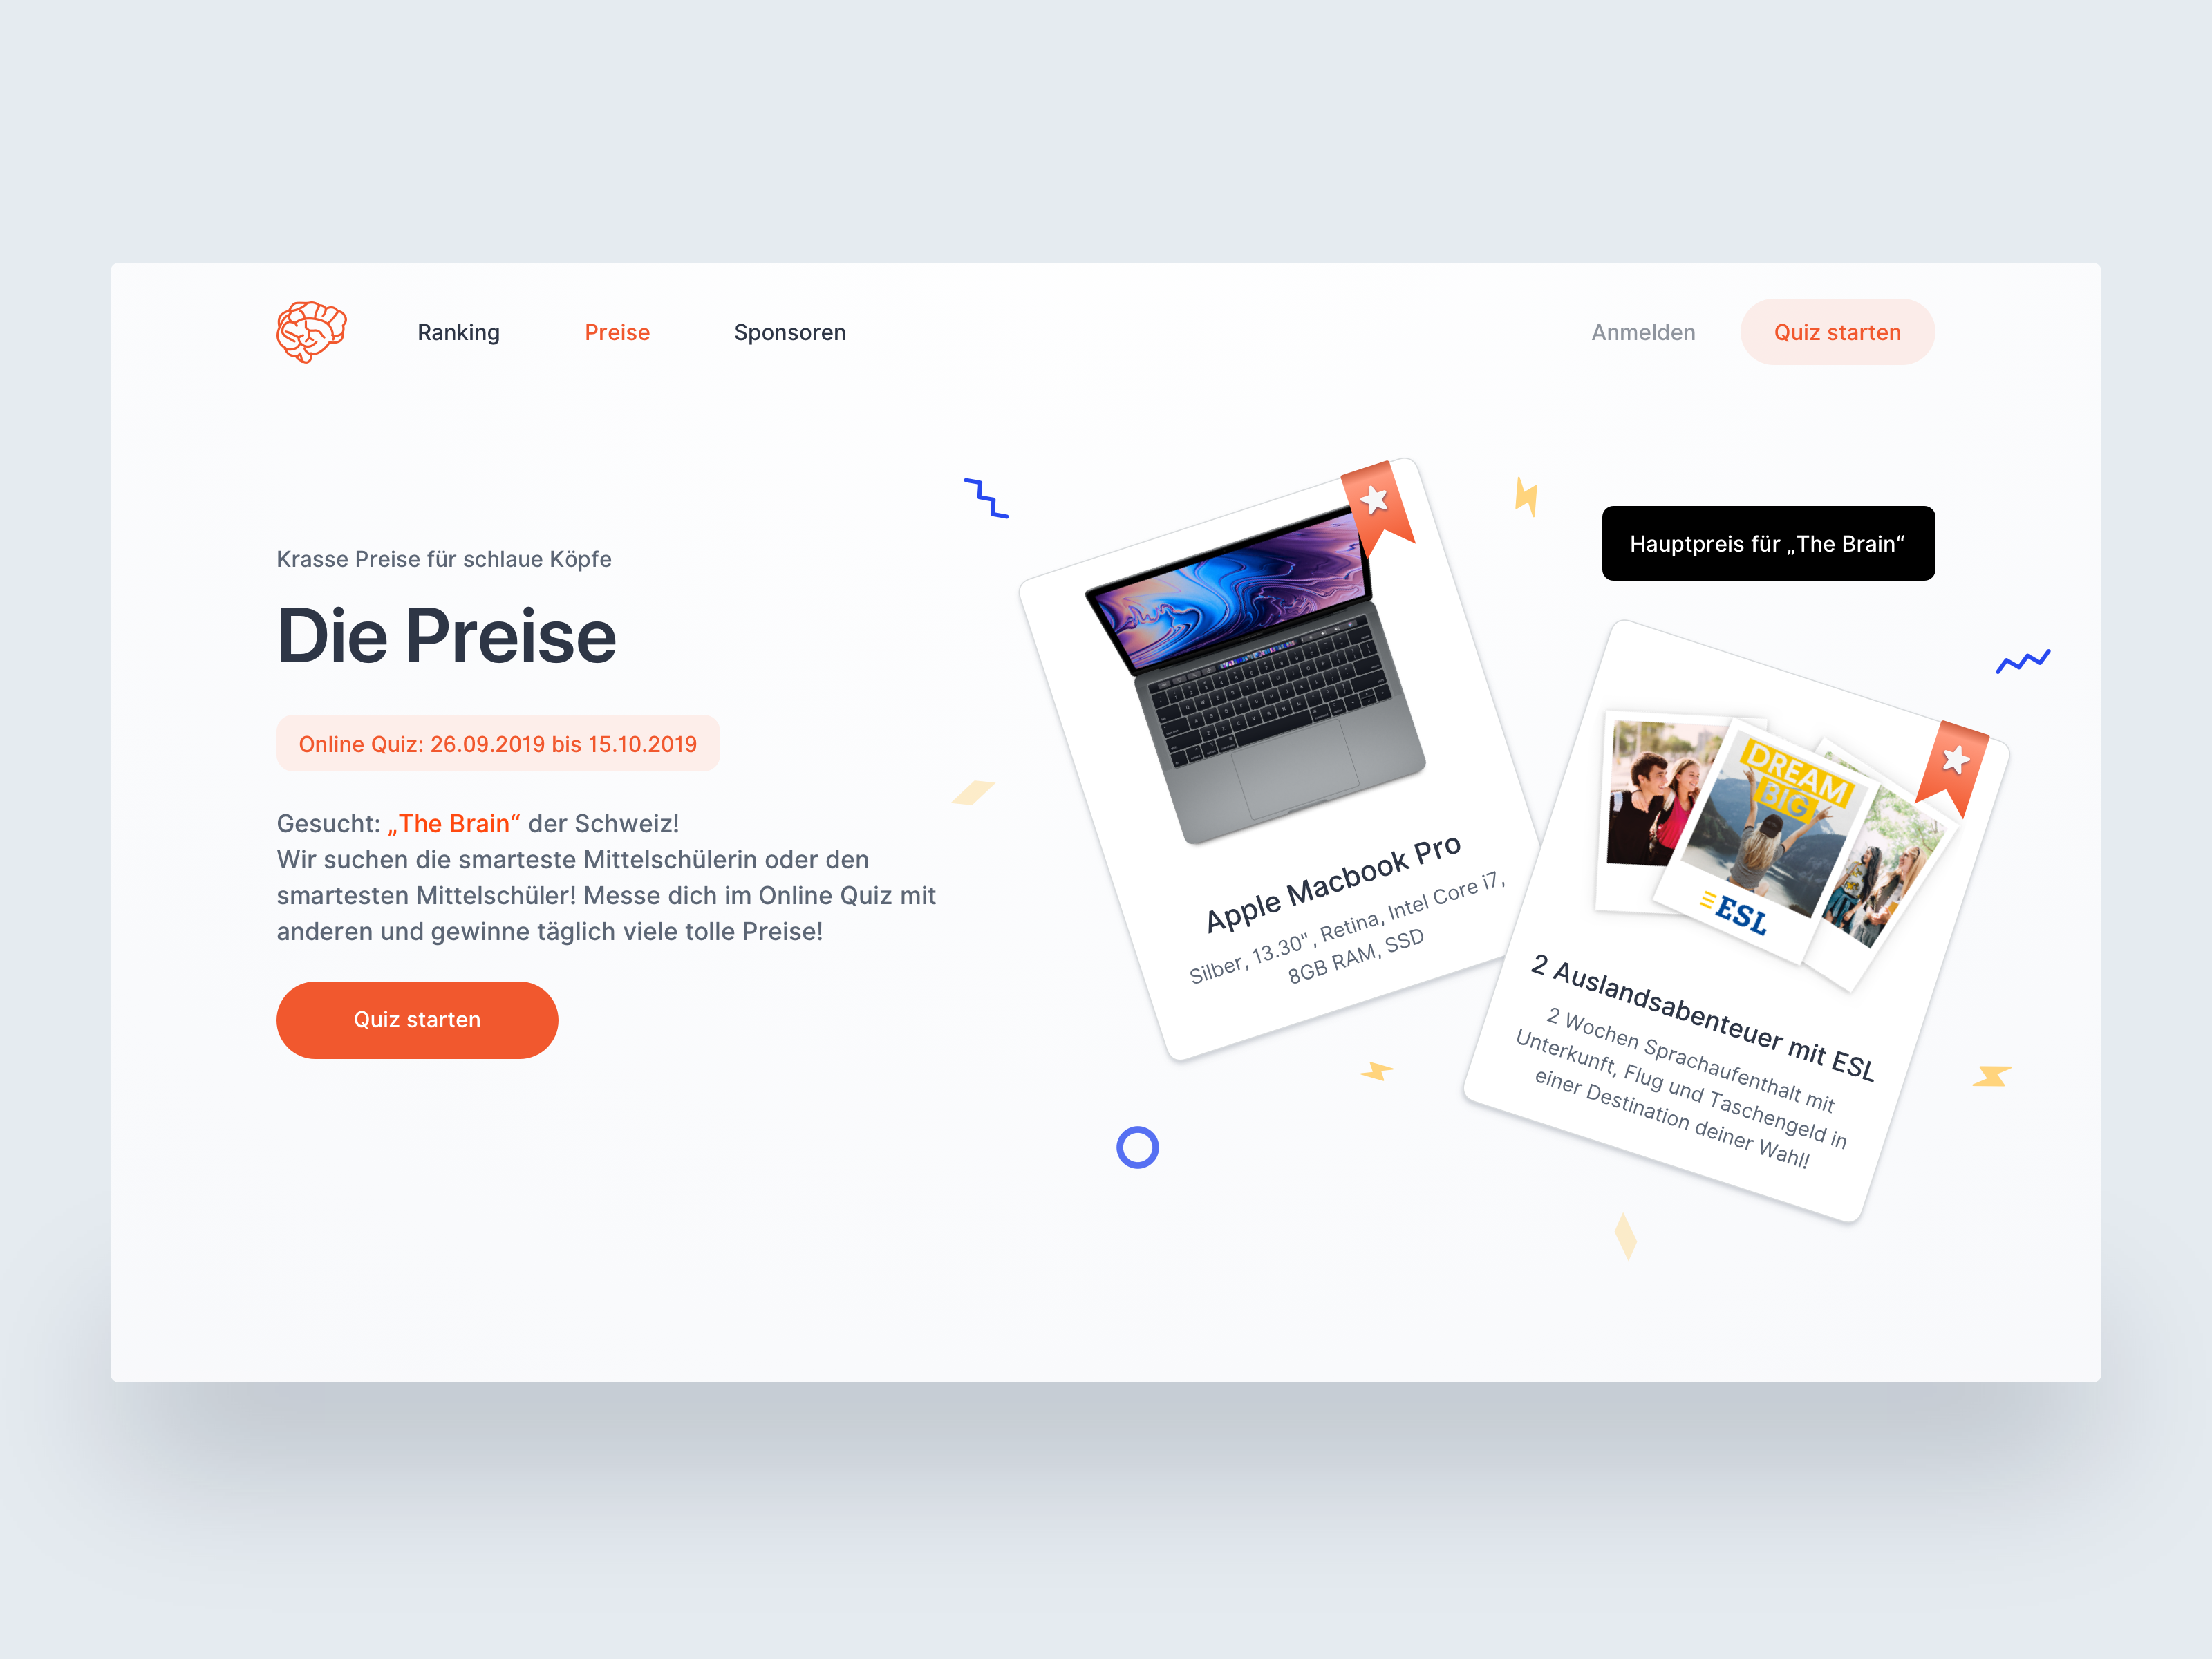 Ranking
Preise
Sponsoren
Anmelden
Quiz starten
Krasse Preise für schlaue Köpfe
Die Preise
Online Quiz: 26.09.2019 bis 15.10.2019
Gesucht: „The Brain“ der Schweiz!
Wir suchen die smarteste Mittelschülerin oder den
smartesten Mittelschüler! Messe dich im Online Quiz mit
anderen und gewinne täglich viele tolle Preise!
Quiz starten
Apple Macbook Pro
Silber, 13.30", Retina, Intel Core i7,
8GB RAM, SSD
Hauptpreis für „The Brain“
DREAM
BIG
ESL
2 Auslandsabenteuer mit ESL
2 Wochen Sprachaufenthalt mit
Unterkunft, Flug und Taschengeld in
einer Destination deiner Wahl!